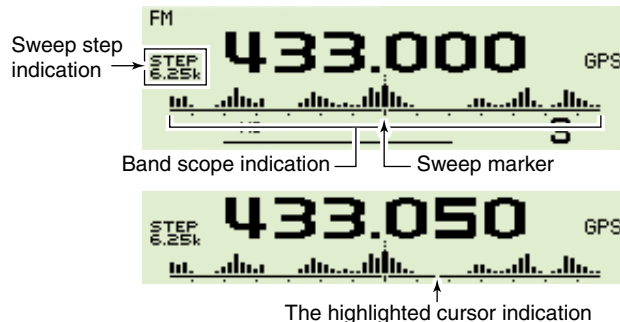 FM
Sweep step
indication
STEP
6.25k
433.000
GPS
Band scope indication
Sweep marker
STEP
6.25k
433.050
GPS
The highlighted cursor indication